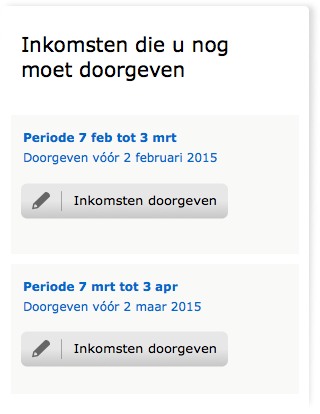 Inkomsten die u nog
moet doorgeven
Periode 7 feb tot 3 mrt
Doorgeven vóór 2 februari 2015
Inkomsten doorgeven
Periode 7 mrt tot 3 apr
Doorgeven vóór 2 maar 2015
Inkomsten doorgeven